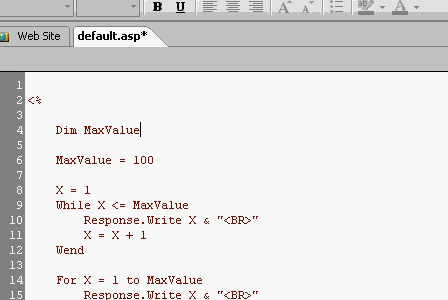 B U
A A
ab A
Web Site default.asp*
1
2 <%
3
4 Dim MaxValue
5
6 MaxValue = 100
7
8 X = 1
9 While X <= MaxValue
10 Response.Write X & "<BR>"
11 X = X + 1
12 Wend
13
14 For X = 1 to MaxValue
15 Response.Write X & "<BR>"